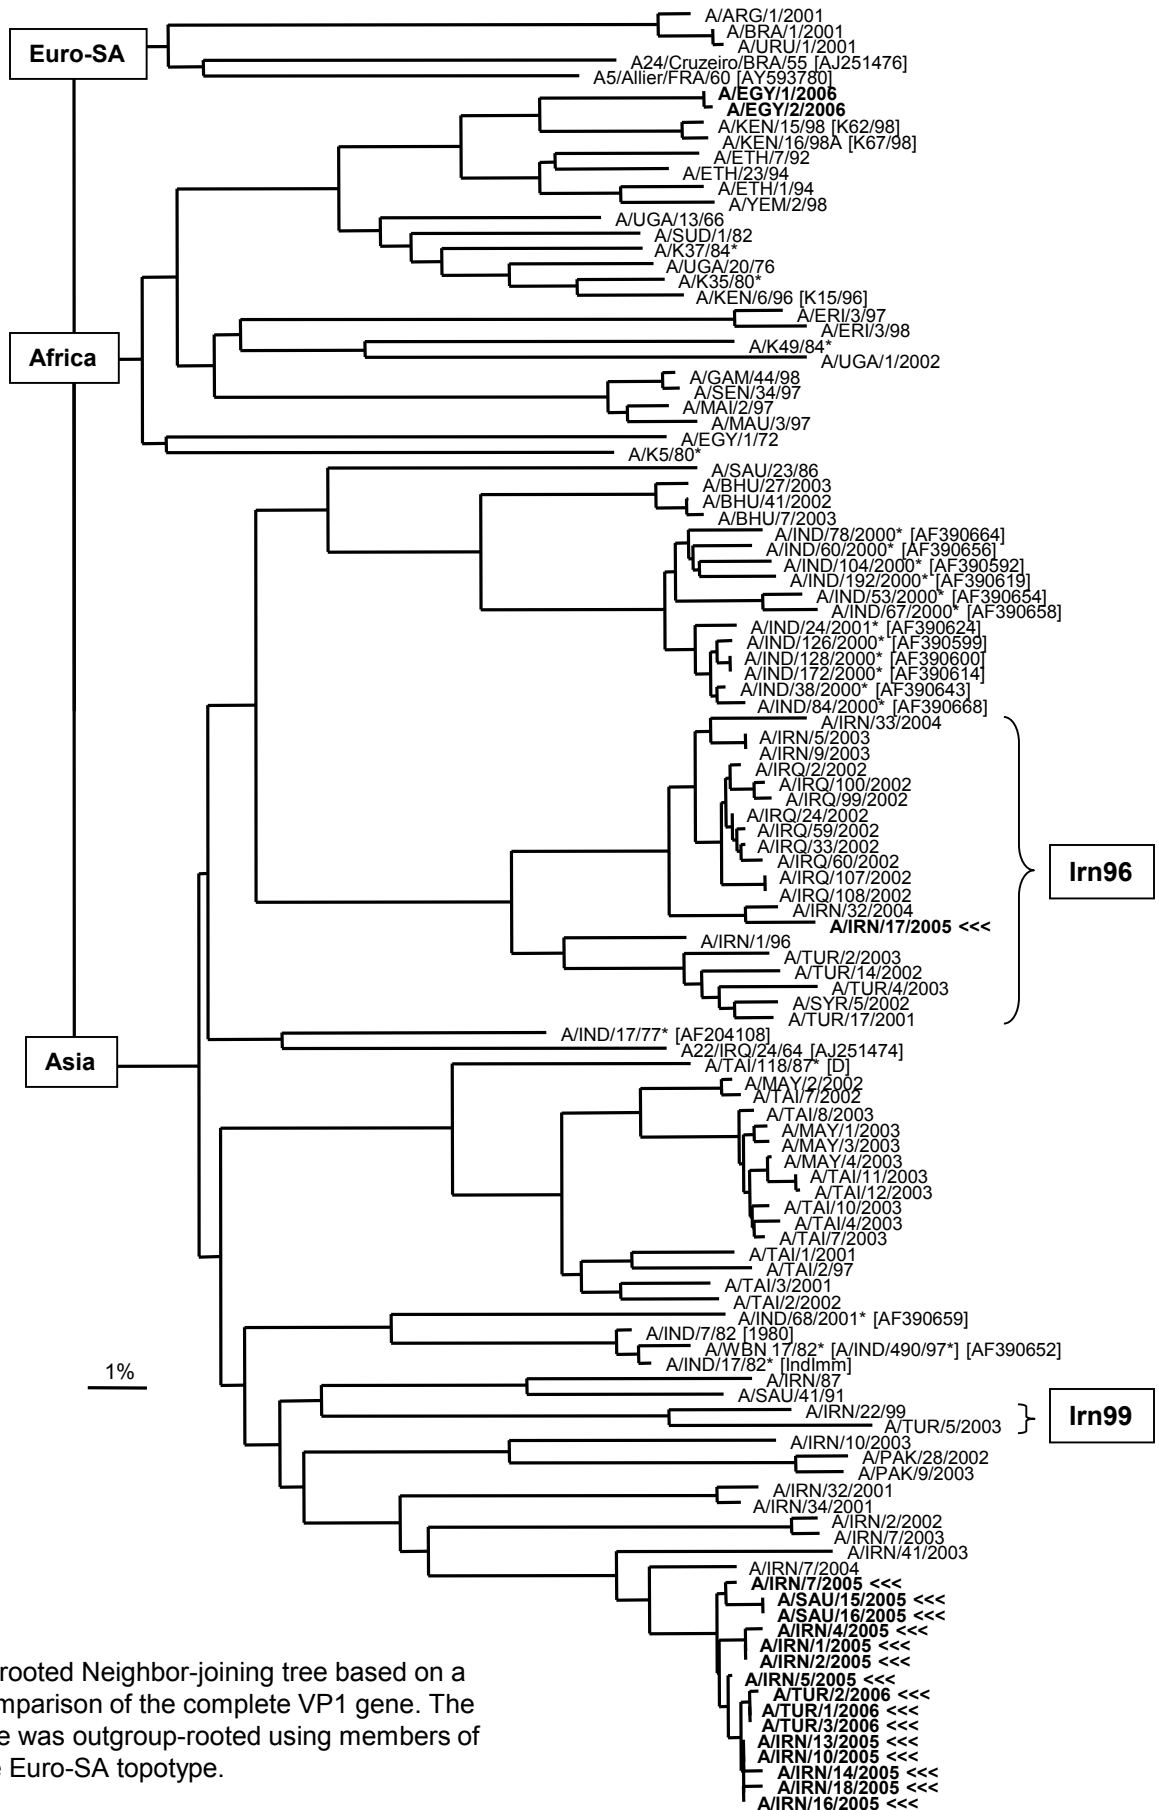 A/ARG/1/2001
A/BRA/1/2001
A/URU/1/2001
Euro-SA
A24/Cruzeiro/BRA/55 [AJ251476]
A5/Allier/FRA/60 [AY593780]
A/EGY/1/2006
A/EGY/2/2006
A/KEN/15/98 [K62/98]
A/KEN/16/98A [K67/98]
A/ETH/7/92
A/ETH/23/94
A/ETH/1/94
A/YEM/2/98
A/UGA/13/66
A/SUD/1/82
A/K37/84*
A/UGA/20/76
A/K35/80*
A/KEN/6/96 [K15/96]
A/ERI/3/97
A/ERI/3/98
A/K49/84*
Africa
A/UGA/1/2002
A/GAM/44/98
A/SEN/34/97
A/MAI/2/97
A/MAU/3/97
A/EGY/1/72
A/K5/80*
A/SAU/23/86
A/BHU/27/2003
A/BHU/41/2002
A/BHU/7/2003
A/IND/78/2000* [AF390664]
A/IND/60/2000* [AF390656]
A/IND/104/2000* [AF390592]
A/IND/192/2000* [AF390619]
A/IND/53/2000* [AF390654]
A/IND/67/2000* [AF390658]
A/IND/24/2001* [AF390624]
A/IND/126/2000* [AF390599]
A/IND/128/2000* [AF390600]
A/IND/172/2000* [AF390614]
A/IND/38/2000* [AF390643]
A/IND/84/2000* [AF390668]
A/IRN/33/2004
A/IRN/5/2003
A/IRN/9/2003
A/IRQ/2/2002
A/IRQ/100/2002
A/IRQ/99/2002
A/IRQ/24/2002
A/IRQ/59/2002
A/IRQ/33/2002
A/IRQ/60/2002
Irn96
A/IRQ/107/2002
A/IRQ/108/2002
A/IRN/32/2004
A/IRN/17/2005 <<<
A/IRN/1/96
A/TUR/2/2003
A/TUR/14/2002
A/TUR/4/2003
A/SYR/5/2002
A/TUR/17/2001
A/IND/17/77* [AF204108]
A22/IRQ/24/64 [AJ251474]
Asia
A/TAI/118/87* [D]
A/MAY/2/2002
A/TAI/7/2002
A/TAI/8/2003
A/MAY/1/2003
A/MAY/3/2003
A/MAY/4/2003
A/TAI/11/2003
A/TAI/12/2003
A/TAI/10/2003
A/TAI/4/2003
A/TAI/7/2003
A/TAI/1/2001
A/TAI/2/97
A/TAI/3/2001
A/TAI/2/2002
A/IND/68/2001* [AF390659]
A/IND/7/82 [1980]
A/WBN 17/82* [A/IND/490/97*] [AF390652]
A/IND/17/82* [IndImm]
1%
A/IRN/87
A/SAU/41/91
A/IRN/22/99
Irn99
A/TUR/5/2003
A/IRN/10/2003
A/PAK/28/2002
A/PAK/9/2003
A/IRN/32/2001
A/IRN/34/2001
A/IRN/2/2002
A/IRN/7/2003
A/IRN/41/2003
A/IRN/7/2004
A/IRN/7/2005 <<<
A/SAU/15/2005 <<<
A/SAU/16/2005 <<<
A/IRN/4/2005 <<<
A/IRN/1/2005 <<<
A/IRN/2/2005 <<<
A/IRN/5/2005 <<<
A/TUR/2/2006 <<<
A/TUR/1/2006 <<<
A/TUR/3/2006 <<<
A/IRN/13/2005 <<<
A/IRN/10/2005 <<<
A/IRN/14/2005 <<<
A/IRN/18/2005 <<<
A/IRN/16/2005 <<<
rooted Neighbor-joining tree based on a
mparison of the complete VP1 gene. The
e was outgroup-rooted using members of
e Euro-SA topotype.